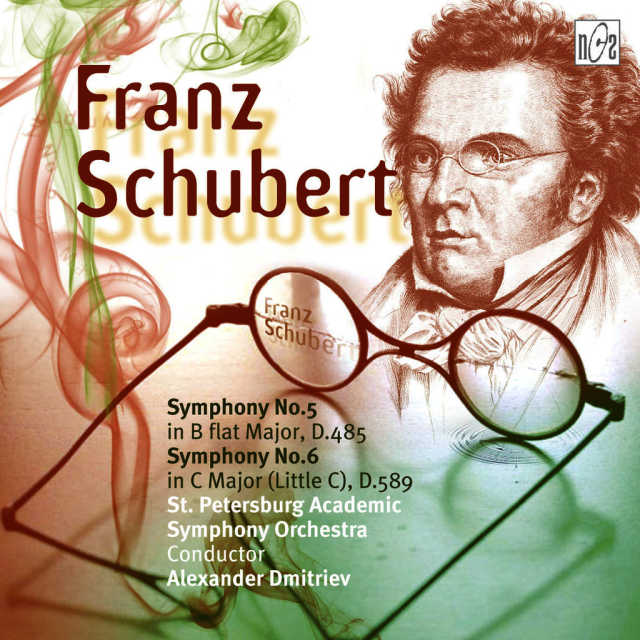 Franz
Schubert
nCz
Franz
Schubert
Symphony No.5
in B flat Major, D.485
Symphony No.6
in C Major (Little C), D.589
St. Petersburg Academic
Symphony Orchestra
Conductor
Alexander Dmitriev